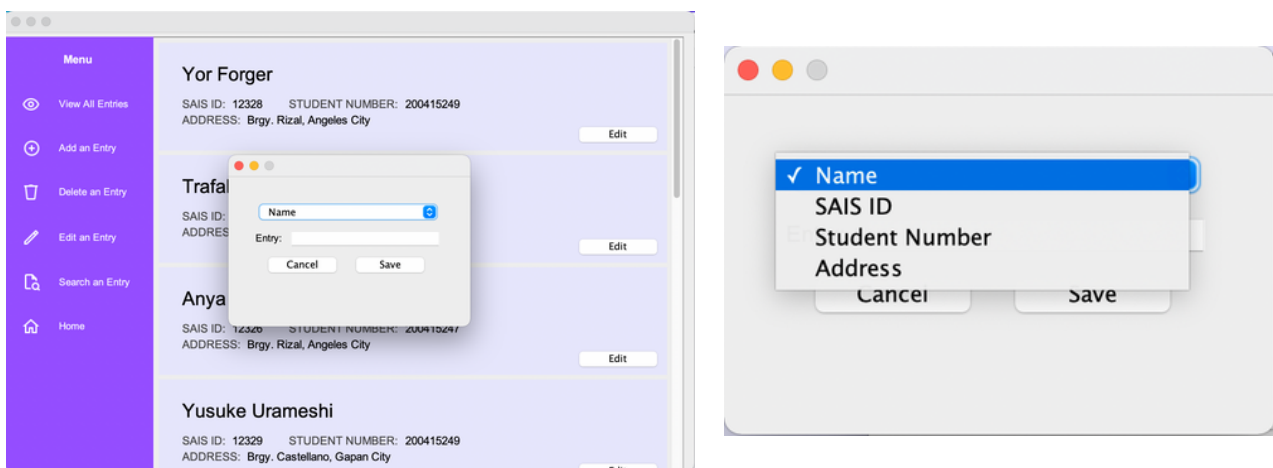 Menu
View All Entries
Add an Entry
Delete an Entry
Edit an Entry
Search an Entry
Home
Yor Forger
SAIS ID: 12328 STUDENT NUMBER: 200415249
ADDRESS: Brgy. Rizal, Angeles City
Edit
SAIS ID:
Edit
Anya
SAIS ID: 12326 STUDENT NUMBER: 200415247
ADDRESS: Brgy. Rizal, Angeles City
Edit
Yusuke Urameshi
SAIS ID: 12329 STUDENT NUMBER: 200415249
ADDRESS: Brgy. Castellano, Gapan City
Name
Entry:
Cancel Save
✓ Name
SAIS ID
Student Number
Address
Cancel Save